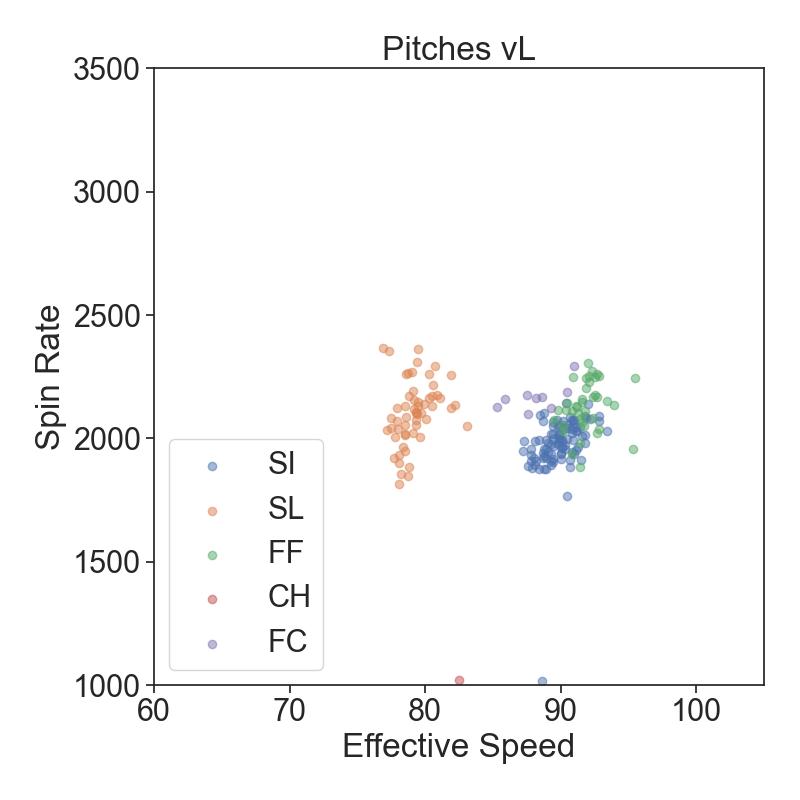 Pitches vL
3500
3000
2500
2000
1500
1000
Spin Rate
SI
SL
FF
CH
FC
60 70 80 90 100
Effective Speed